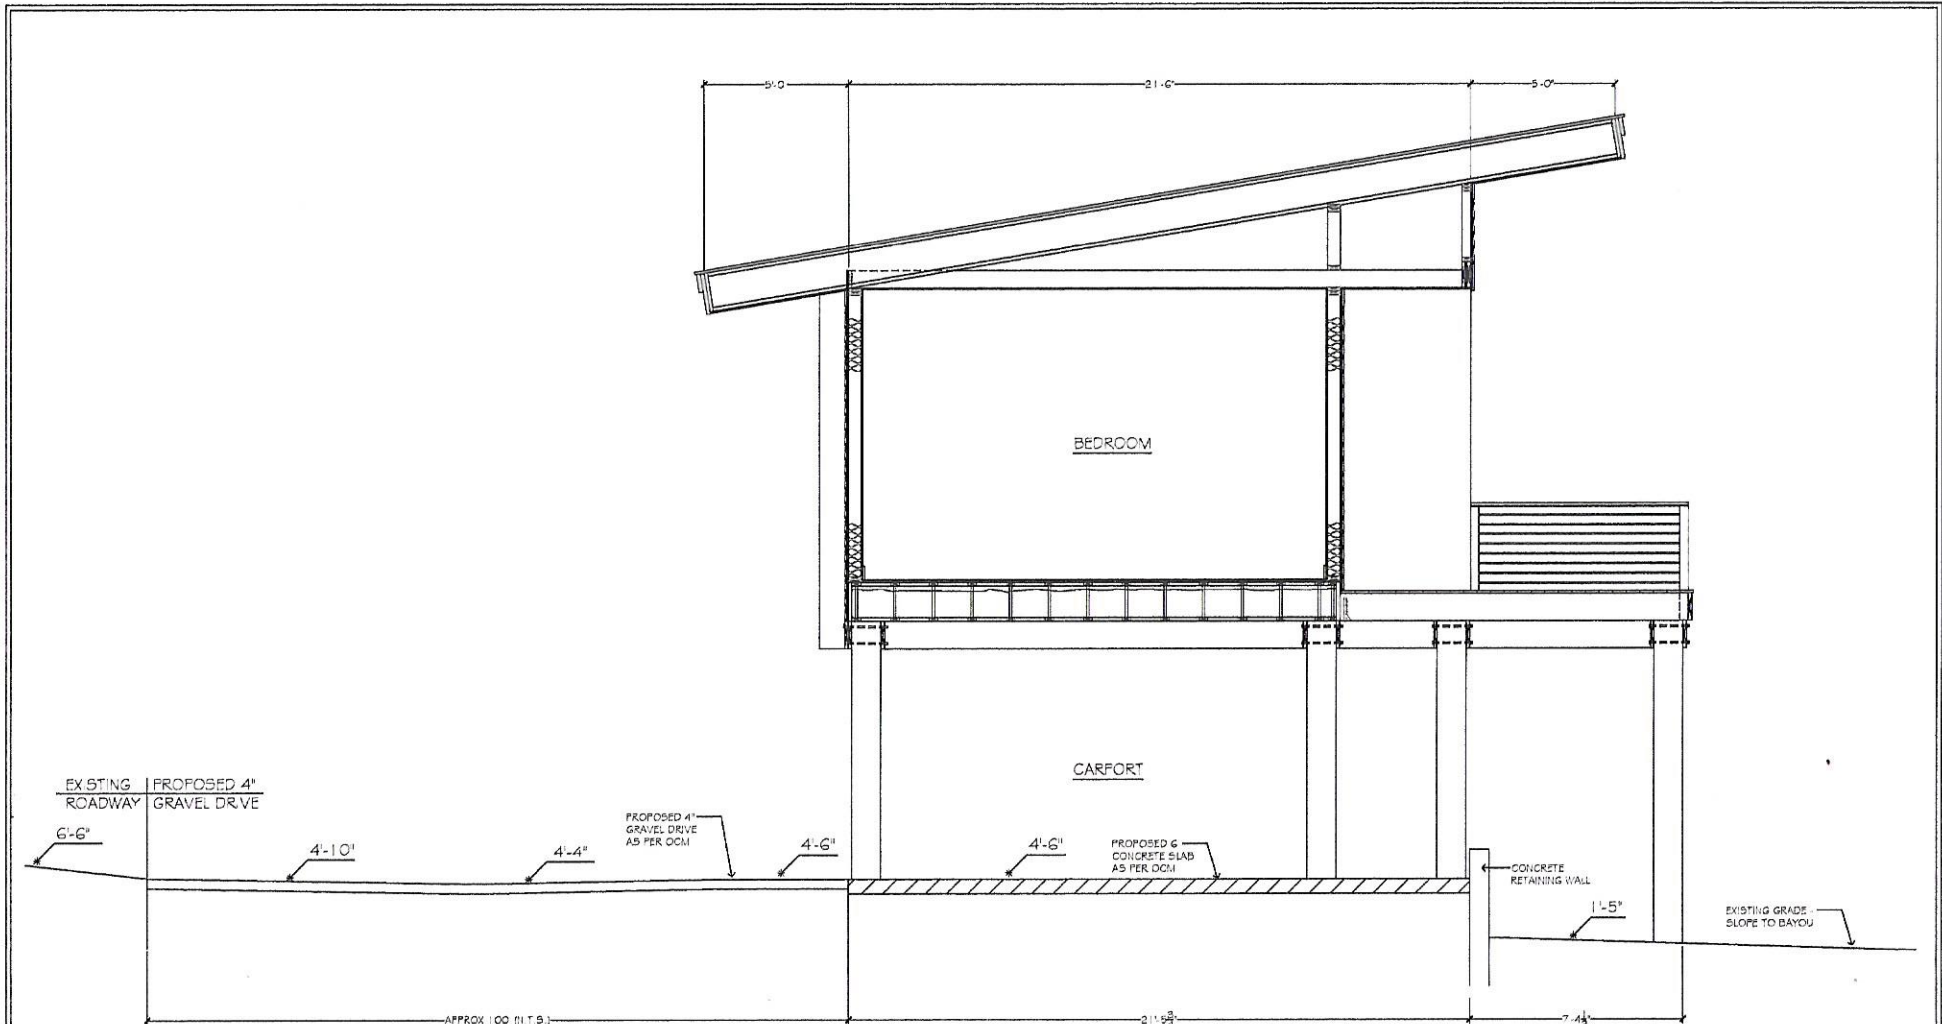 5'-0
21'-6"
5'-0"
BEDROOM
CARPORT
EXISTING
ROADWAY
PROPOSED 4"
GRAVEL DRIVE
6'-6"
4'-10"
4'-4"
PROPOSED 4"
GRAVEL DRIVE
AS PER OCM
4'-6"
4'-6"
PROPOSED 6
CONCRETE SLAB
AS PER OCM
CONCRETE
RETAINING WALL
1'-5"
EXISTING GRADE -
SLOPE TO BAYOU
APPROX 100 (N.T.S.)